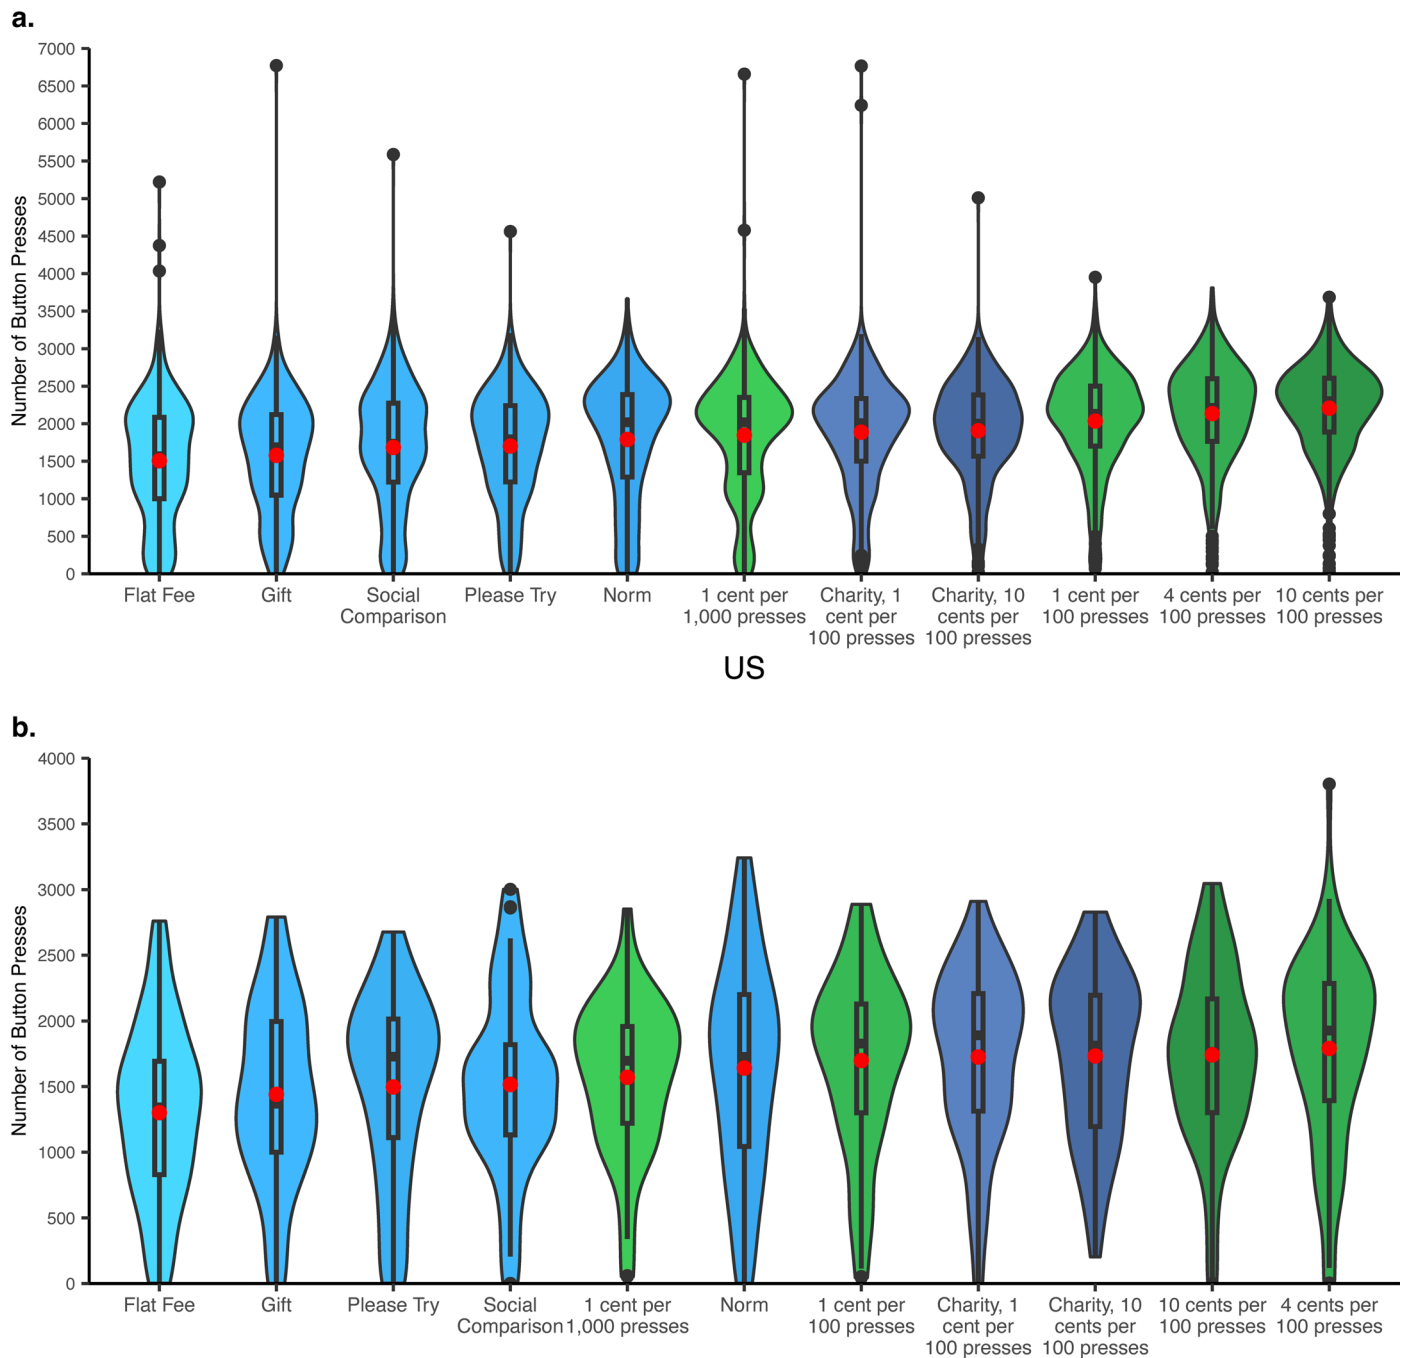 a.
Number of Button Presses
7000
6500
6000
5500
5000
4500
4000
3500
3000
2500
2000
1500
1000
500
0
Flat Fee
Gift
Social
Comparison
Please Try
Norm
1 cent per
1,000 presses
Charity, 1
cent per
100 presses
Charity, 10
cents per
100 presses
1 cent per
100 presses
4 cents per
100 presses
10 cents per
100 presses
US
b.
Number of Button Presses
4000
3500
3000
2500
2000
1500
1000
500
0
Flat Fee
Gift
Please Try
Social
Comparison
1 cent per
1,000 presses
Norm
1 cent per
100 presses
Charity, 1
cent per
100 presses
Charity, 10
cents per
100 presses
10 cents per
100 presses
4 cents per
100 presses